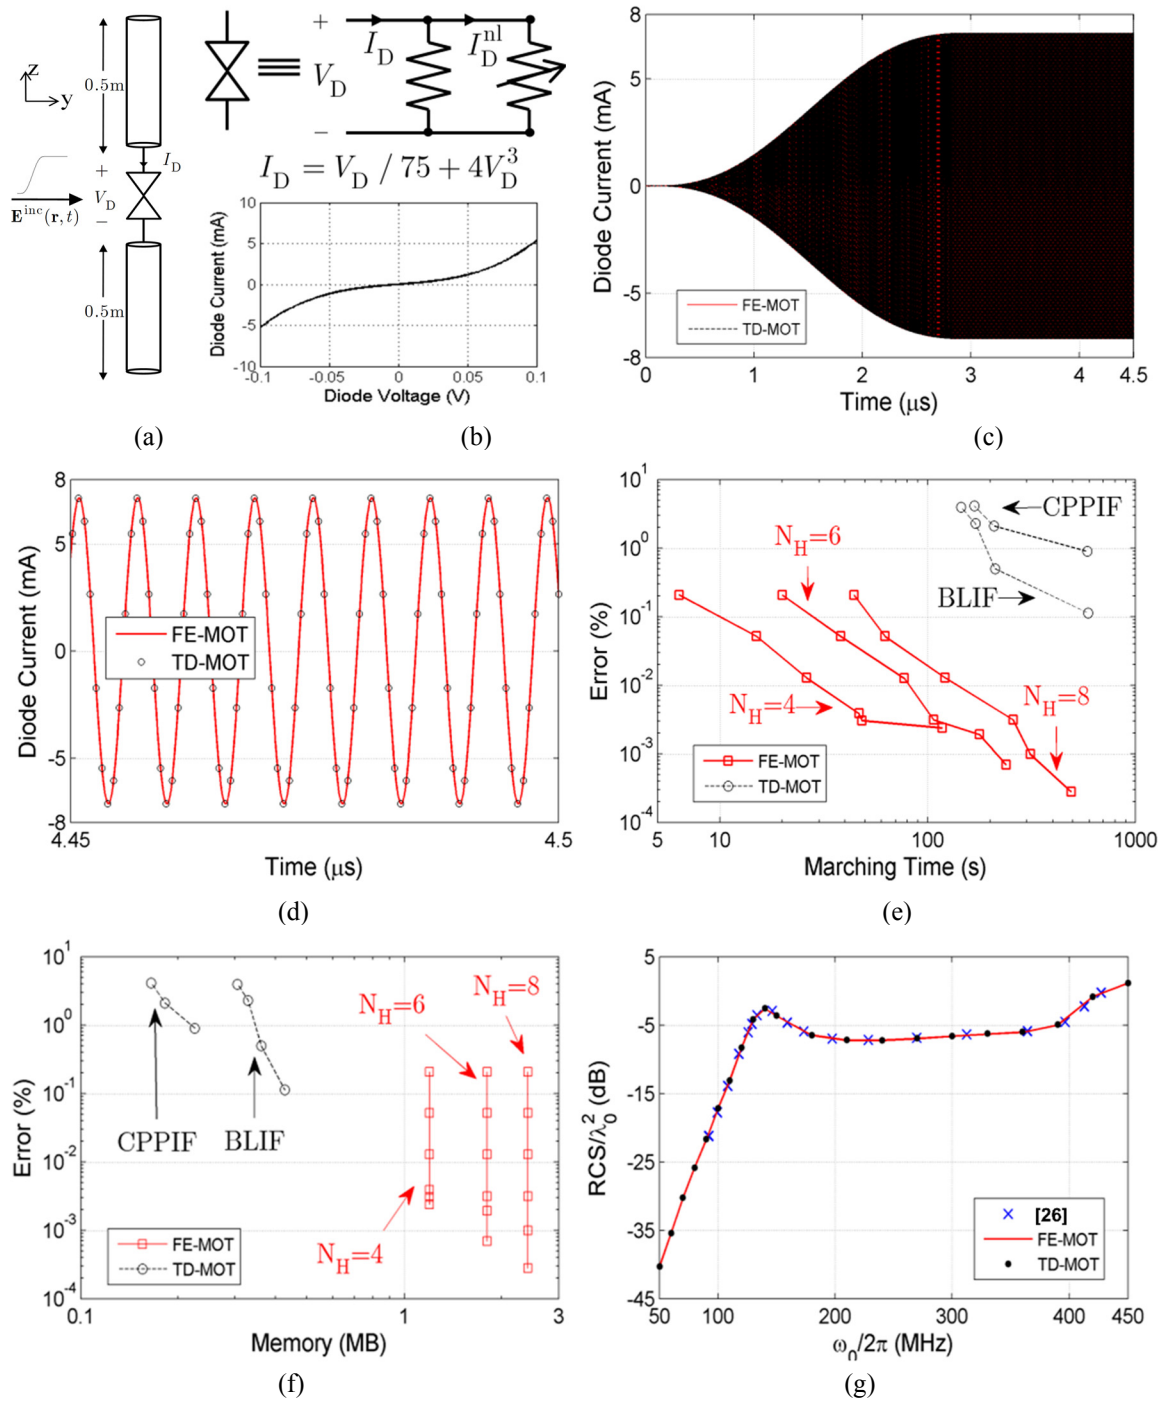 z
y
0.5m
0.5m
+
V_D
−
I_D
E^inc(r, t)
(a)
+
V_D
−
I_D
I_D^nl
I_D = V_D / 75 + 4V_D^3
10
5
0
-5
-10
Diode Current (mA)
-0.1
-0.05
0
0.05
0.1
Diode Voltage (V)
(b)
8
5
0
-5
-8
Diode Current (mA)
FE-MOT
TD-MOT
0
1
2
3
4
4.5
Time (μs)
(c)
8
5
0
-5
-8
Diode Current (mA)
FE-MOT
TD-MOT
4.45
4.5
Time (μs)
(d)
10^1
10^0
10^-1
10^-2
10^-3
10^-4
Error (%)
CPPIF
BLIF
N_H=6
N_H=4
N_H=8
FE-MOT
TD-MOT
5
10
100
1000
Marching Time (s)
(e)
10^1
10^0
10^-1
10^-2
10^-3
10^-4
Error (%)
CPPIF
BLIF
N_H=6
N_H=8
N_H=4
FE-MOT
TD-MOT
0.1
1
3
Memory (MB)
(f)
5
-5
-15
-25
-35
-45
RCS/λ_0^2 (dB)
[26]
FE-MOT
TD-MOT
50
100
200
300
400
450
ω_0/2π (MHz)
(g)